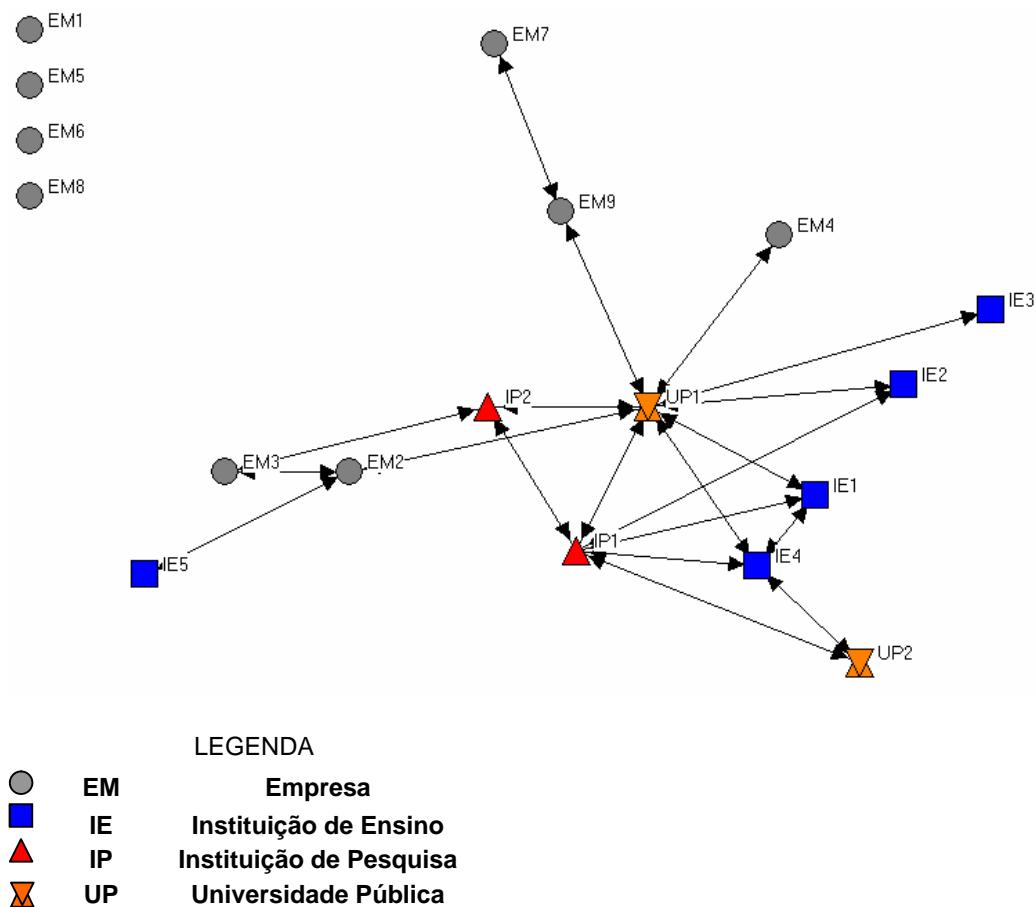 EM1
EM7
EM5
EM6
EM8
EM9
EM4
IE3
IE2
IP2
UP1
EM3
EM2
IE1
IP1
IE4
IE5
UP2
LEGENDA
EM Empresa
IE Instituição de Ensino
IP Instituição de Pesquisa
UP Universidade Pública